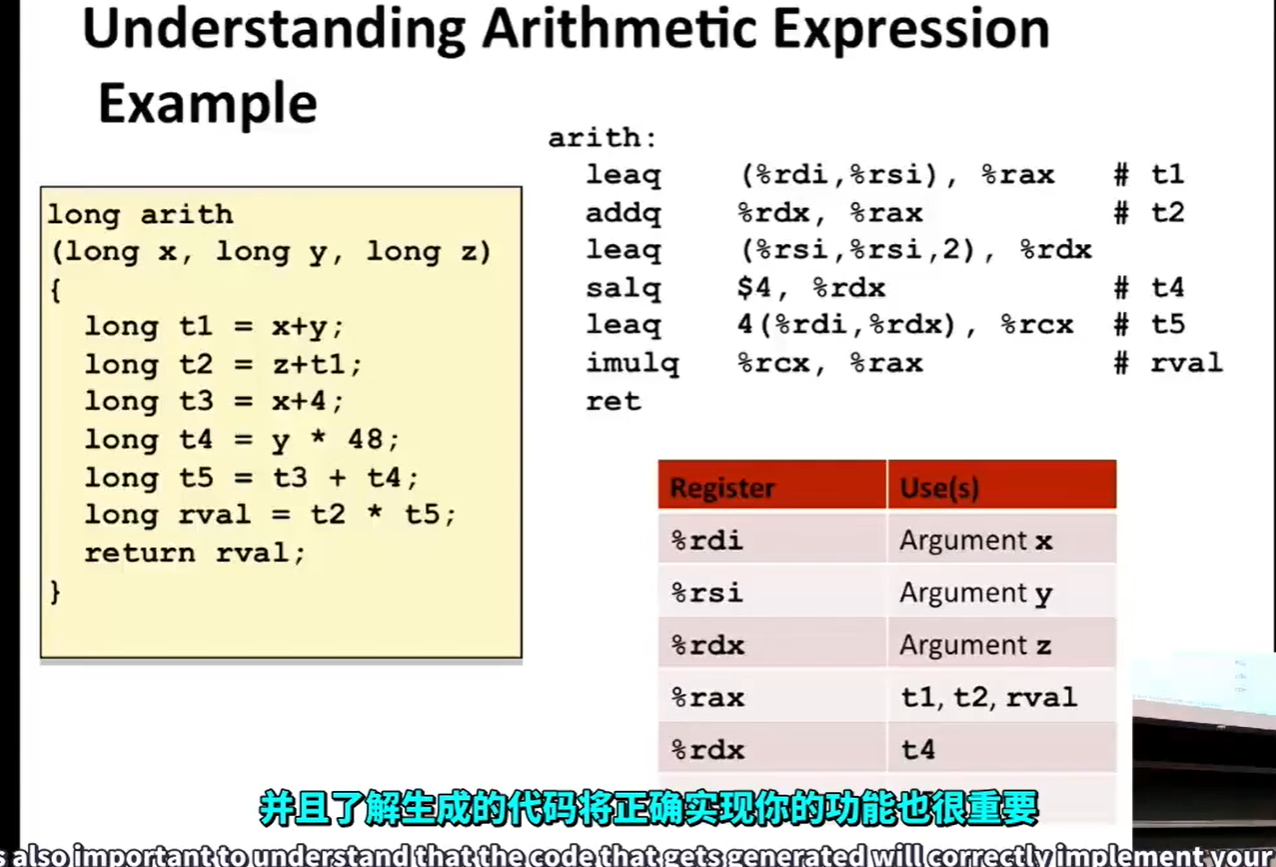 Understanding Arithmetic Expression
Example
long arith
(long x, long y, long z)
{
  long t1 = x+y;
  long t2 = z+t1;
  long t3 = x+4;
  long t4 = y * 48;
  long t5 = t3 + t4;
  long rval = t2 * t5;
  return rval;
}
arith:
  leaq    (%rdi,%rsi), %rax    # t1
  addq    %rdx, %rax    # t2
  leaq    (%rsi,%rsi,2), %rdx
  salq    $4, %rdx    # t4
  leaq    4(%rdi,%rdx), %rcx    # t5
  imulq    %rcx, %rax    # rval
  ret
Register    Use(s)
%rdi    Argument x
%rsi    Argument y
%rdx    Argument z
%rax    t1, t2, rval
%rdx    t4
并且了解生成的代码将正确实现你的功能也很重要
s also important to understand that the code that gets generated will correctly implement your